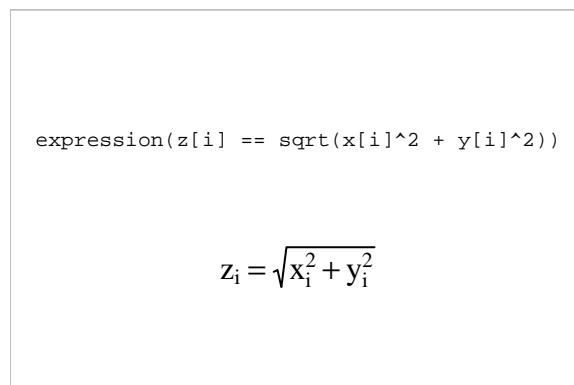 expression(z[i] == sqrt(x[i]^2 + y[i]^2))
zᵢ = √(xᵢ² + yᵢ²)